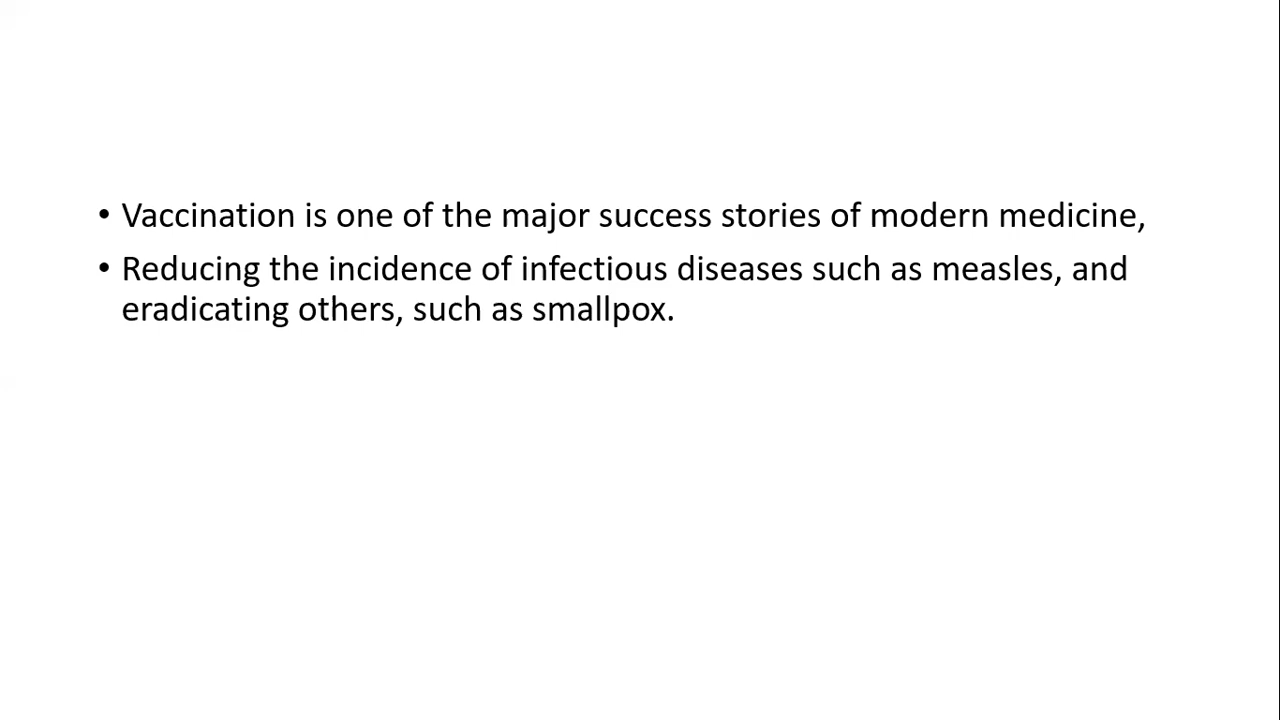 • Vaccination is one of the major success stories of modern medicine,
• Reducing the incidence of infectious diseases such as measles, and
eradicating others, such as smallpox.